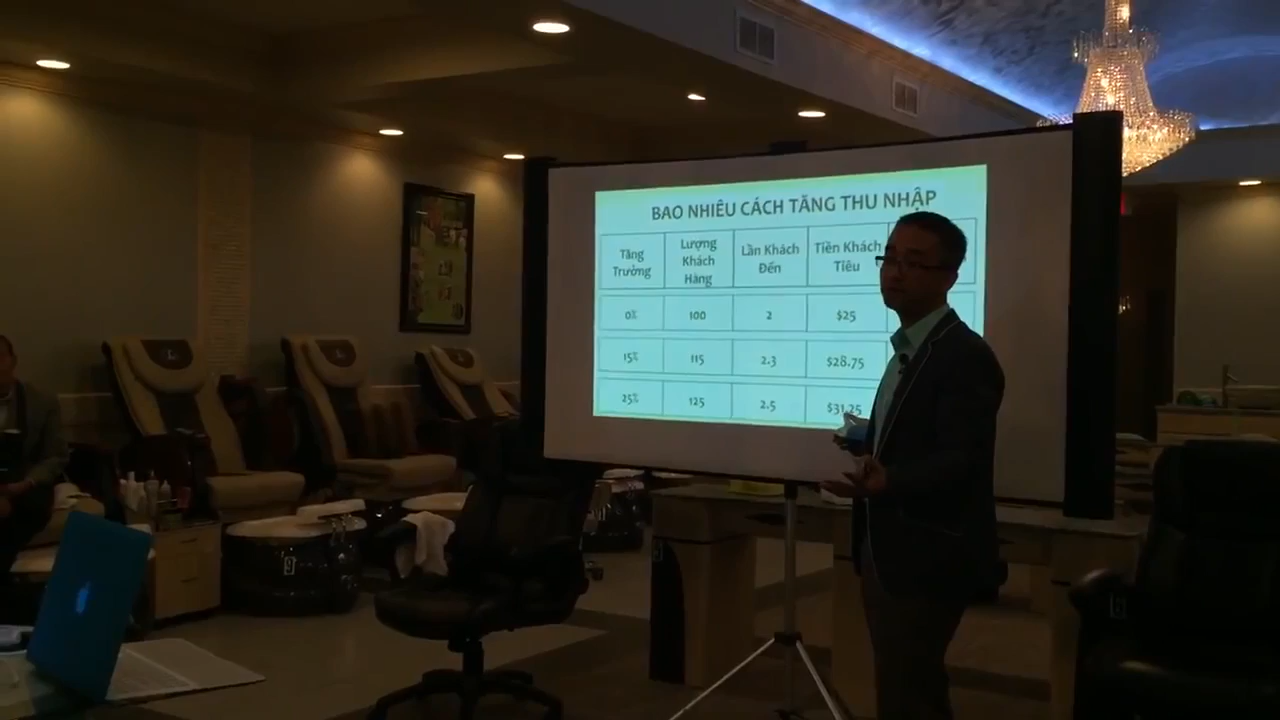 BAO NHIÊU CÁCH TĂNG THU NHẬP
Tăng Trưởng
Lượng Khách Hàng
Lần Khách Đến
Tiền Khách Tiêu
0%
100
2
$25
15%
115
2.3
$28.75
25%
125
2.5
$31.25
9